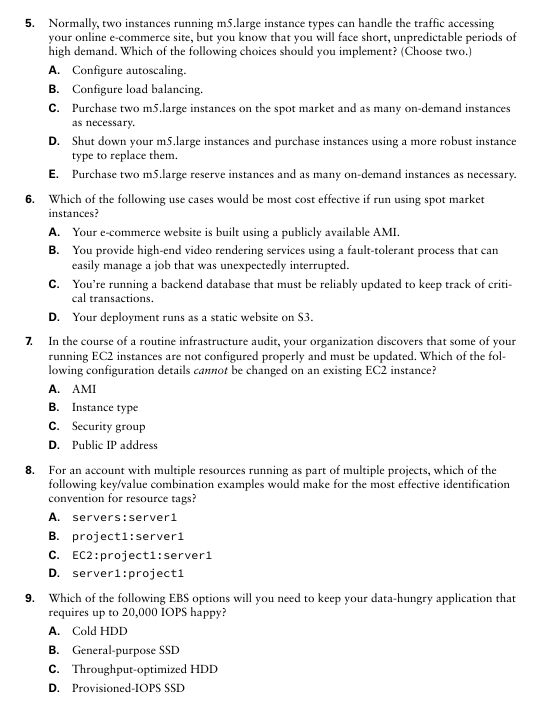 5. Normally, two instances running m5.large instance types can handle the traffic accessing
your online e-commerce site, but you know that you will face short, unpredictable periods of
high demand. Which of the following choices should you implement? (Choose two.)
A. Configure autoscaling.
B. Configure load balancing.
C. Purchase two m5.large instances on the spot market and as many on-demand instances
as necessary.
D. Shut down your m5.large instances and purchase instances using a more robust instance
type to replace them.
E. Purchase two m5.large reserve instances and as many on-demand instances as necessary.
6. Which of the following use cases would be most cost effective if run using spot market
instances?
A. Your e-commerce website is built using a publicly available AMI.
B. You provide high-end video rendering services using a fault-tolerant process that can
easily manage a job that was unexpectedly interrupted.
C. You're running a backend database that must be reliably updated to keep track of criti-
cal transactions.
D. Your deployment runs as a static website on S3.
7. In the course of a routine infrastructure audit, your organization discovers that some of your
running EC2 instances are not configured properly and must be updated. Which of the fol-
lowing configuration details cannot be changed on an existing EC2 instance?
A. AMI
B. Instance type
C. Security group
D. Public IP address
8. For an account with multiple resources running as part of multiple projects, which of the
following key/value combination examples would make for the most effective identification
convention for resource tags?
A. servers:server1
B. project1:server1
C. EC2:project1:server1
D. server1:project1
9. Which of the following EBS options will you need to keep your data-hungry application that
requires up to 20,000 IOPS happy?
A. Cold HDD
B. General-purpose SSD
C. Throughput-optimized HDD
D. Provisioned-IOPS SSD